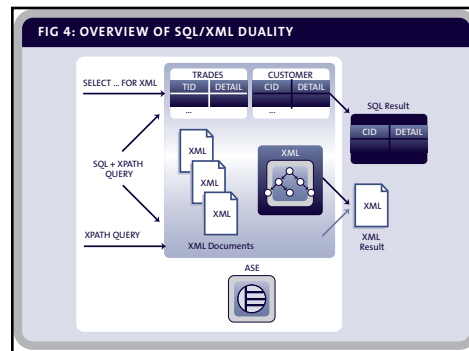 FIG 4: OVERVIEW OF SQL/XML DUALITY
SELECT ... FOR XML
TRADES
TID DETAIL
...
CUSTOMER
CID DETAIL
...
SQL Result
CID DETAIL
SQL + XPATH
QUERY
XML
XML
XML
XML
XML
XML
Result
XPATH QUERY
XML Documents
ASE